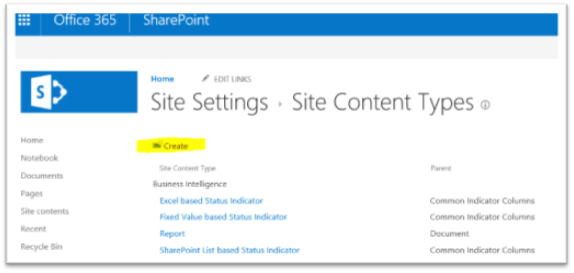 Office 365 SharePoint
Home EDIT LINKS
Site Settings › Site Content Types
Create
Site Content Type Parent
Business Intelligence
Excel based Status Indicator Common Indicator Columns
Fixed Value based Status Indicator Common Indicator Columns
Report Document
SharePoint List based Status Indicator Common Indicator Columns
S
Home
Notebook
Documents
Pages
Site contents
Recent
Recycle Bin